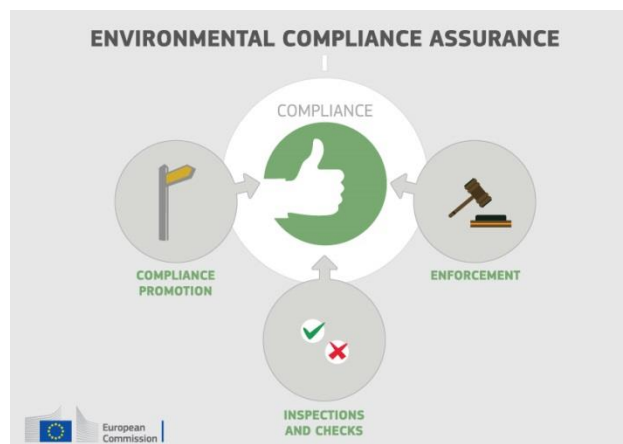 ENVIRONMENTAL COMPLIANCE ASSURANCE
COMPLIANCE
COMPLIANCE
PROMOTION
ENFORCEMENT
INSPECTIONS
AND CHECKS
European
Commission